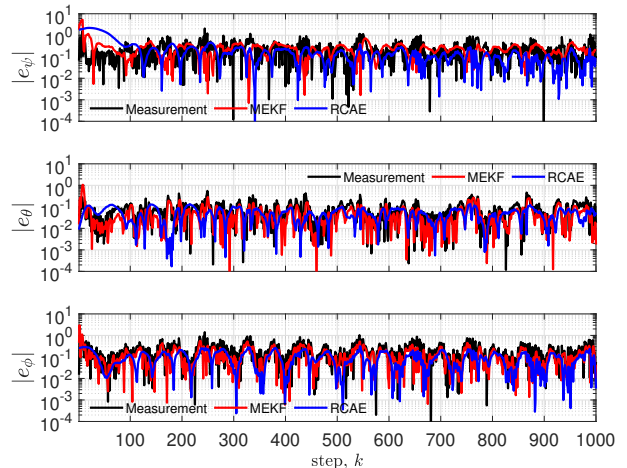 10^1
10^0
10^-1
10^-2
10^-3
10^-4
|e_ψ|
Measurement MEKF RCAE
10^1
10^0
10^-1
10^-2
10^-3
10^-4
|e_θ|
Measurement MEKF RCAE
10^1
10^0
10^-1
10^-2
10^-3
10^-4
|e_ϕ|
Measurement MEKF RCAE
100 200 300 400 500 600 700 800 900 1000
step, k